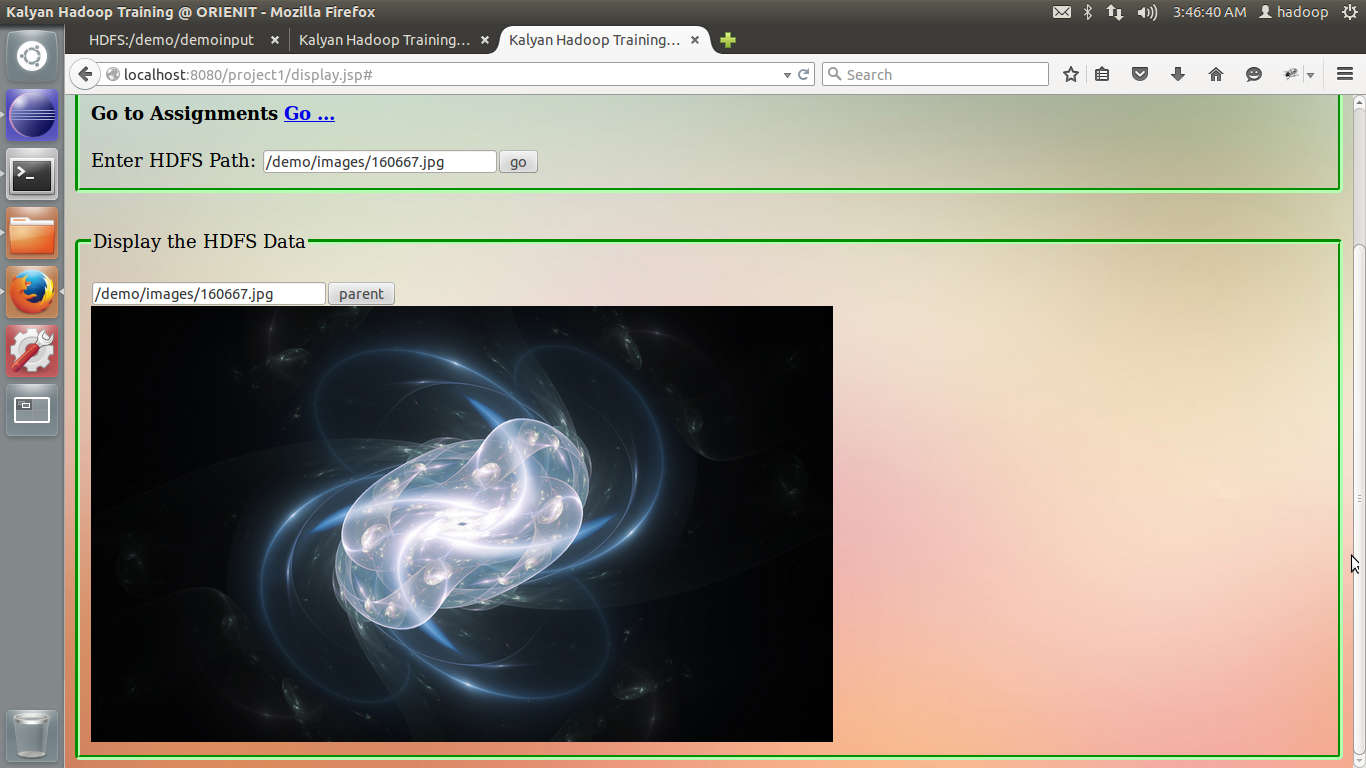 Kalyan Hadoop Training @ ORIENIT - Mozilla Firefox
3:46:40 AM
hadoop
HDFS:/demo/demoinput
Kalyan Hadoop Training...
Kalyan Hadoop Training...
localhost:8080/project1/display.jsp#
Search
Go to Assignments Go ...
Enter HDFS Path: /demo/images/160667.jpg go
Display the HDFS Data
/demo/images/160667.jpg parent